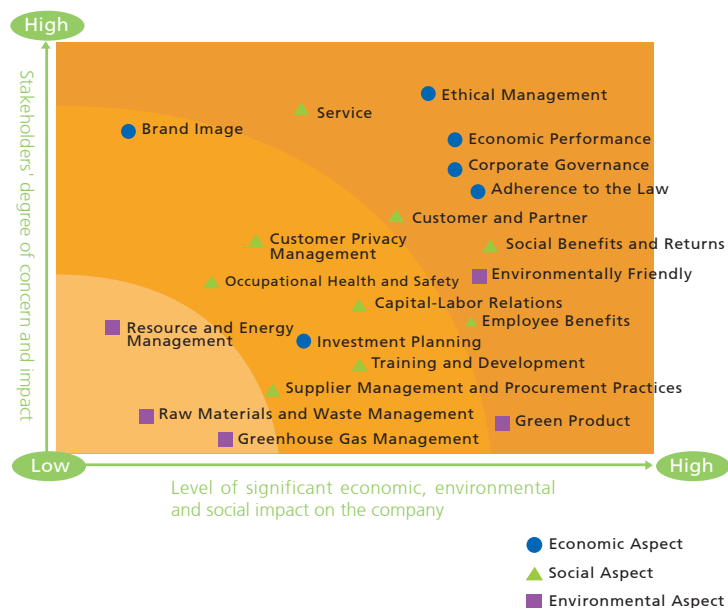 High
Stakeholders' degree of concern and impact
Ethical Management
Service
Brand Image
Economic Performance
Corporate Governance
Adherence to the Law
Customer and Partner
Customer Privacy
Management
Social Benefits and Returns
Occupational Health and Safety
Environmentally Friendly
Capital-Labor Relations
Employee Benefits
Resource and Energy
Management
Investment Planning
Training and Development
Supplier Management and Procurement Practices
Raw Materials and Waste Management
Green Product
Greenhouse Gas Management
Low
High
Level of significant economic, environmental
and social impact on the company
Economic Aspect
Social Aspect
Environmental Aspect